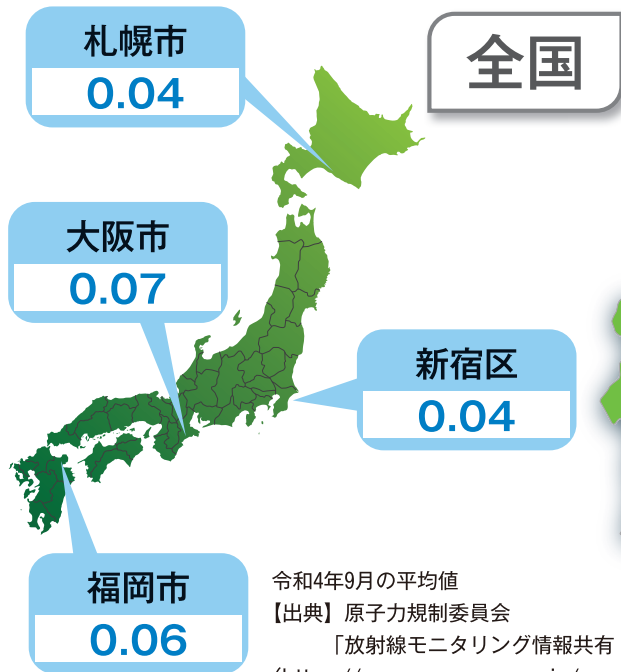 全国
札幌市
0.04
大阪市
0.07
新宿区
0.04
福岡市
0.06
令和4年9月の平均値
【出典】原子力規制委員会
「放射線モニタリング情報共有